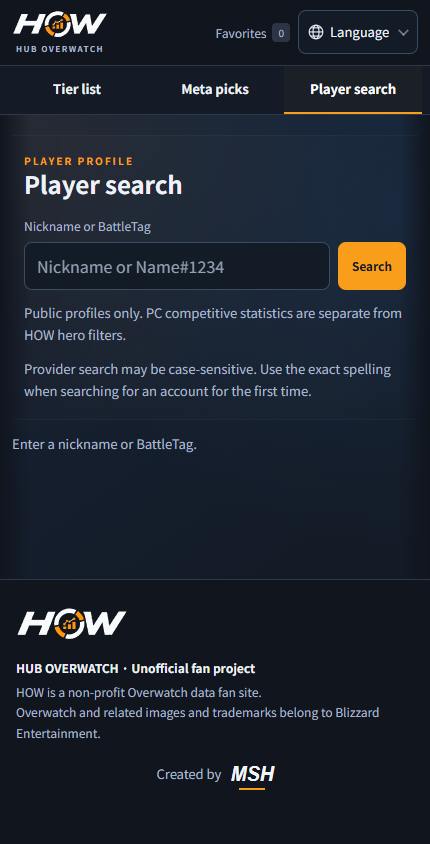 HOW
HUB OVERWATCH
Favorites 0
Language
Tier list
Meta picks
Player search
PLAYER PROFILE
Player search
Nickname or BattleTag
Nickname or Name#1234
Search
Public profiles only. PC competitive statistics are separate from
HOW hero filters.
Provider search may be case-sensitive. Use the exact spelling
when searching for an account for the first time.
Enter a nickname or BattleTag.
HOW
HUB OVERWATCH · Unofficial fan project
HOW is a non-profit Overwatch data fan site.
Overwatch and related images and trademarks belong to Blizzard
Entertainment.
Created by MSH